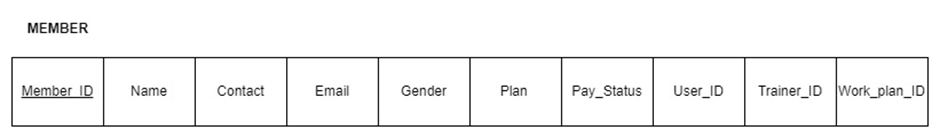 MEMBER
Member_ID Name Contact Email Gender Plan Pay_Status User_ID Trainer_ID Work_plan_ID